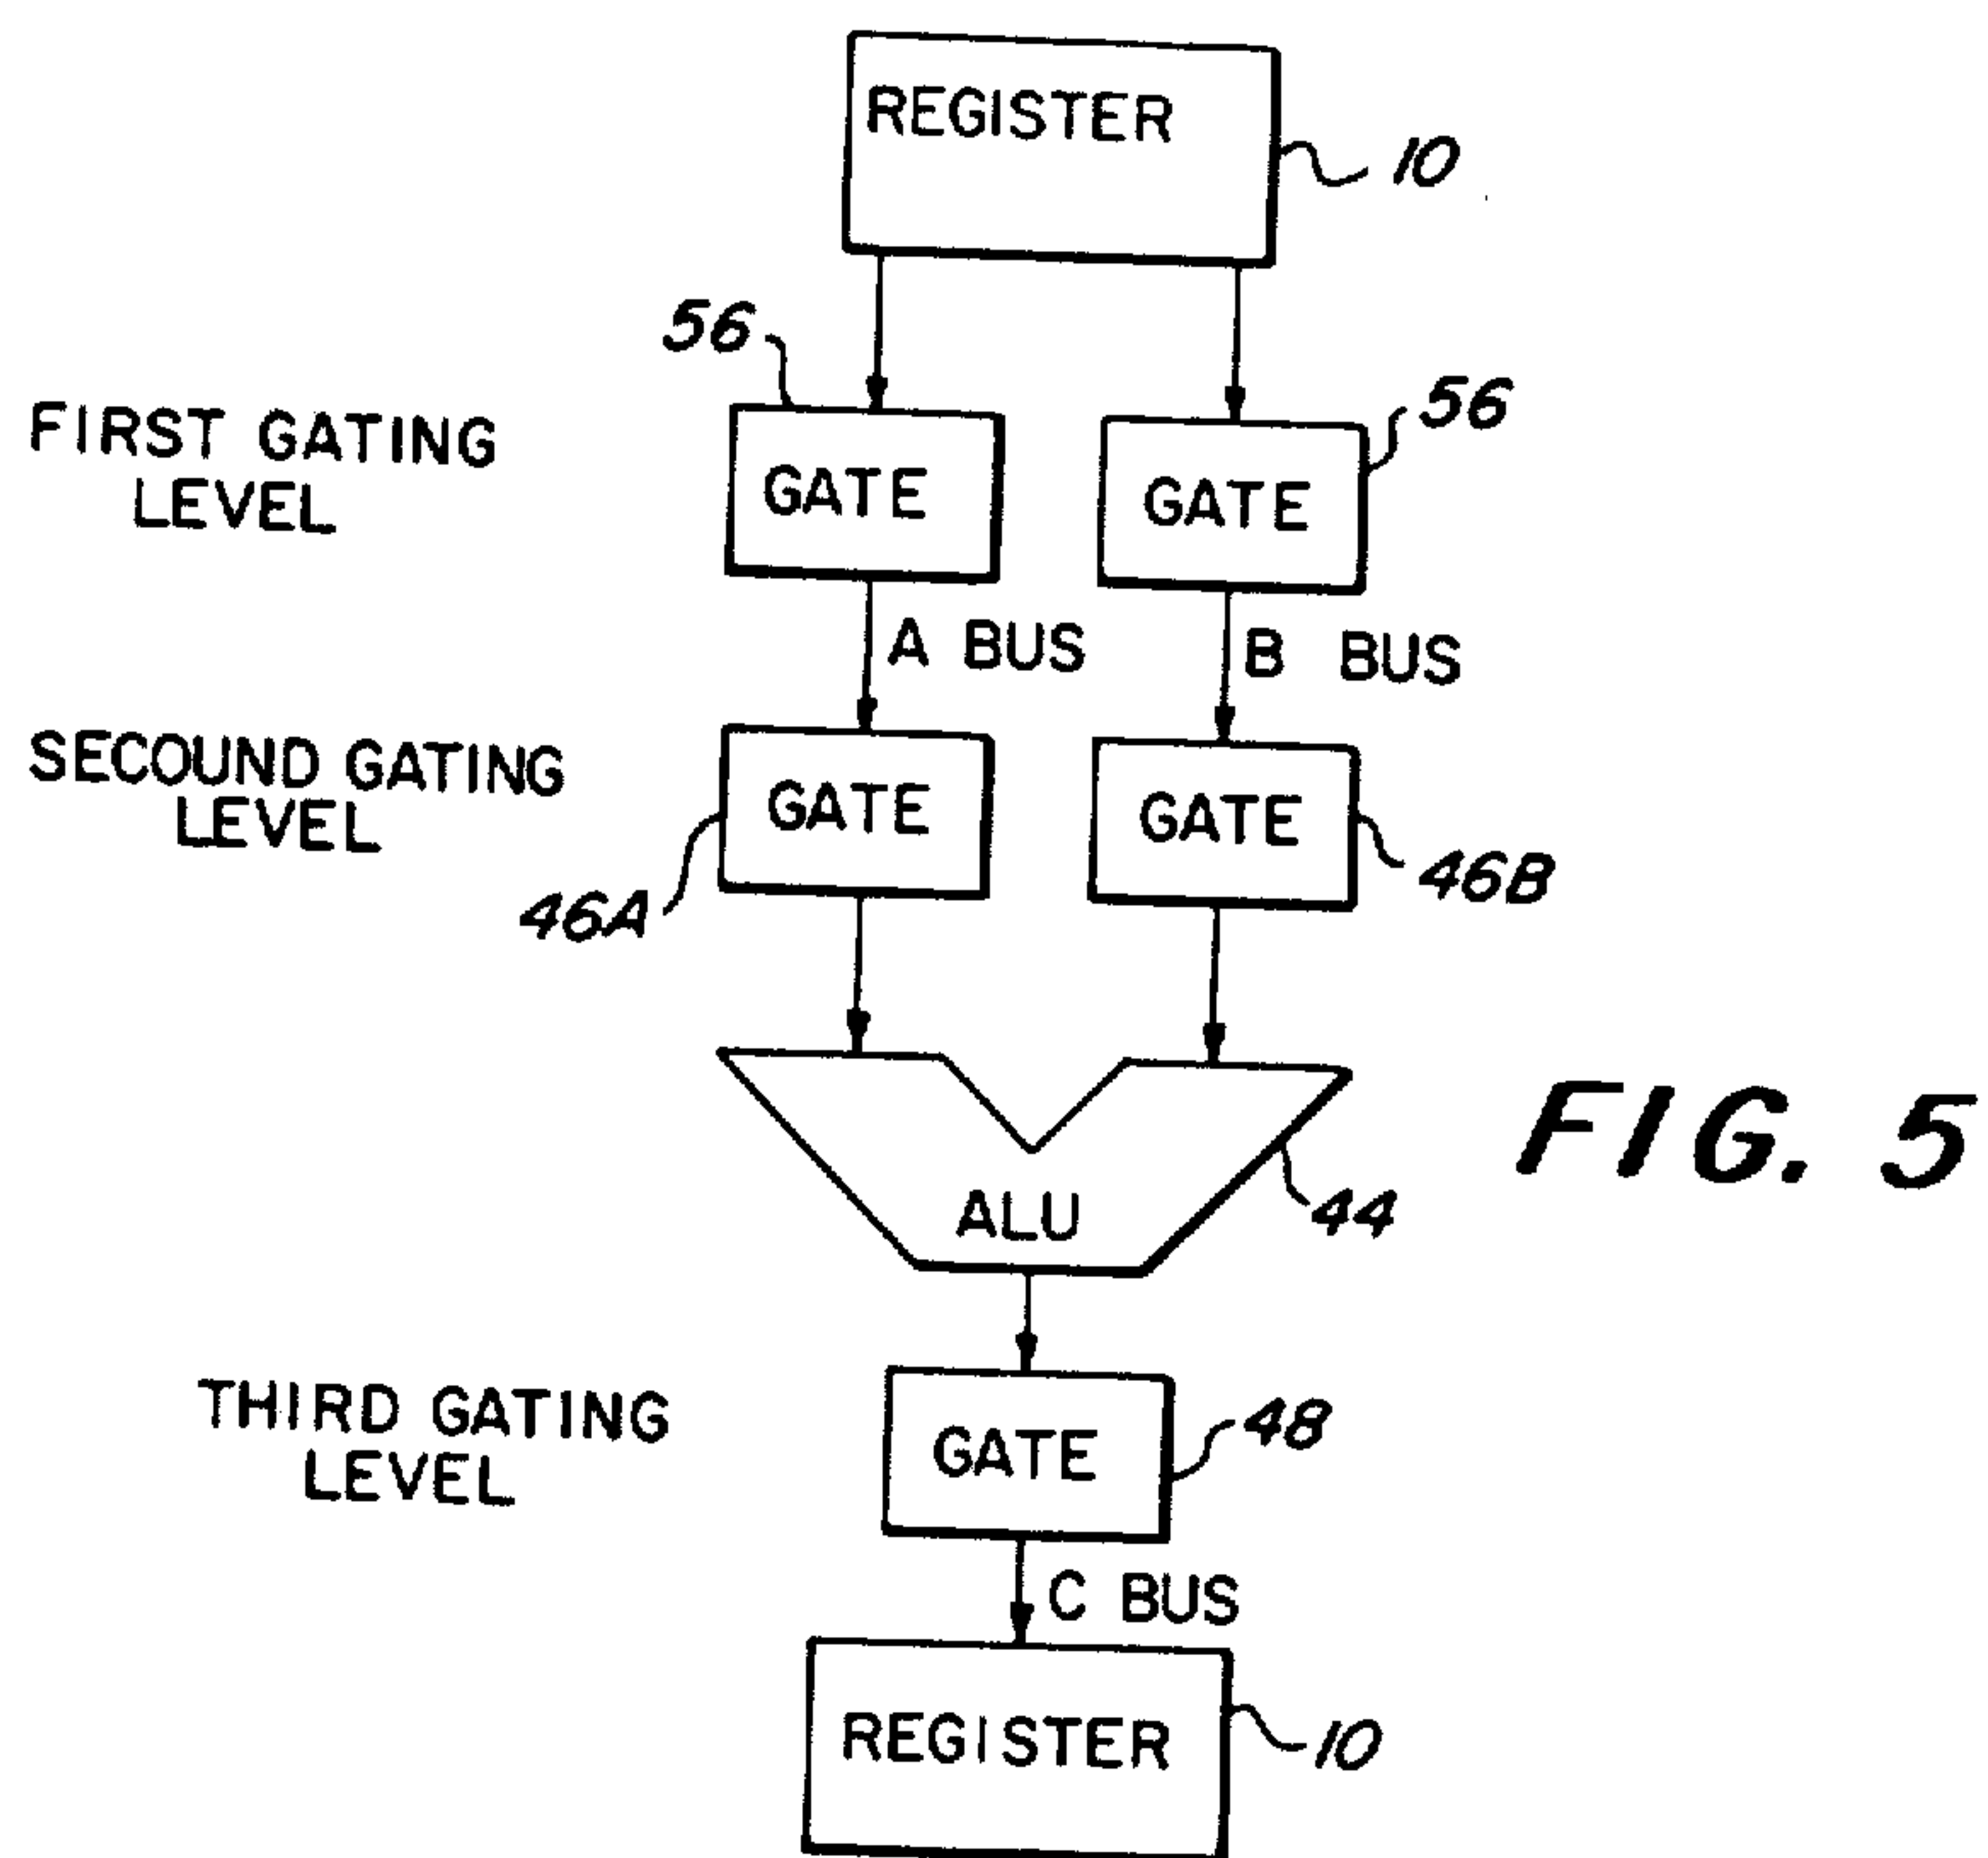 REGISTER
10
56
56
FIRST GATING
LEVEL
GATE
GATE
A BUS
B BUS
SECOUND GATING
LEVEL
GATE
GATE
46A
46B
ALU
44
FIG. 5
THIRD GATING
LEVEL
GATE
48
C BUS
REGISTER
10